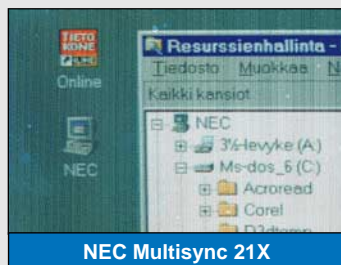 TIETO
KONE
Online
NEC
Resurssienhallinta -
Tiedosto Muokkaa
Kaikki kansiot
NEC
3½-levyke (A:)
Ms-dos_6 (C:)
Acroread
Corel
NEC Multisync 21X